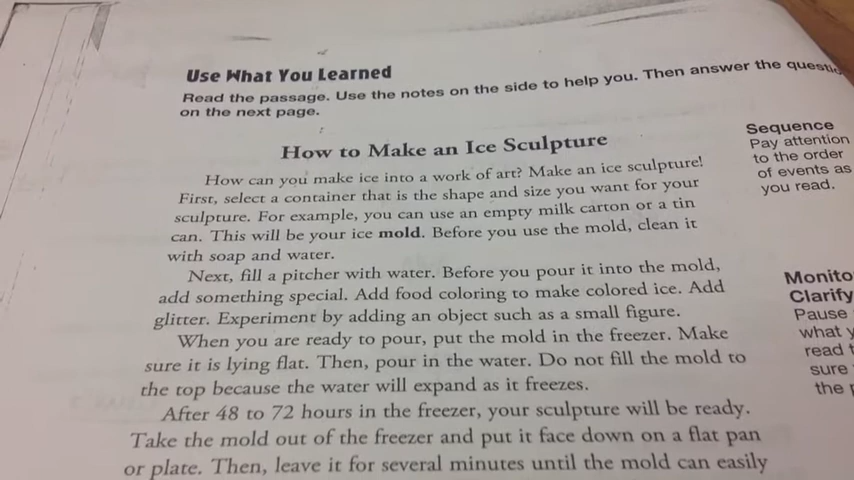 Use What You Learned
Read the passage. Use the notes on the side to help you. Then answer the
on the next page.
How to Make an Ice Sculpture
How can you make ice into a work of art? Make an ice sculpture!
First, select a container that is the shape and size you want for your
sculpture. For example, you can use an empty milk carton or a tin
can. This will be your ice mold. Before you use the mold, clean it
with soap and water.
Next, fill a pitcher with water. Before you pour it into the mold,
add something special. Add food coloring to make colored ice. Add
glitter. Experiment by adding an object such as a small figure.
When you are ready to pour, put the mold in the freezer. Make
sure it is lying flat. Then, pour in the water. Do not fill the mold to
the top because the water will expand as it freezes.
After 48 to 72 hours in the freezer, your sculpture will be ready.
Take the mold out of the freezer and put it face down on a flat pan
or plate. Then, leave it for several minutes until the mold can easily
Sequence
Pay attention
to the order
of events as
you read.
Clarify
Pause
what
read
sure
the